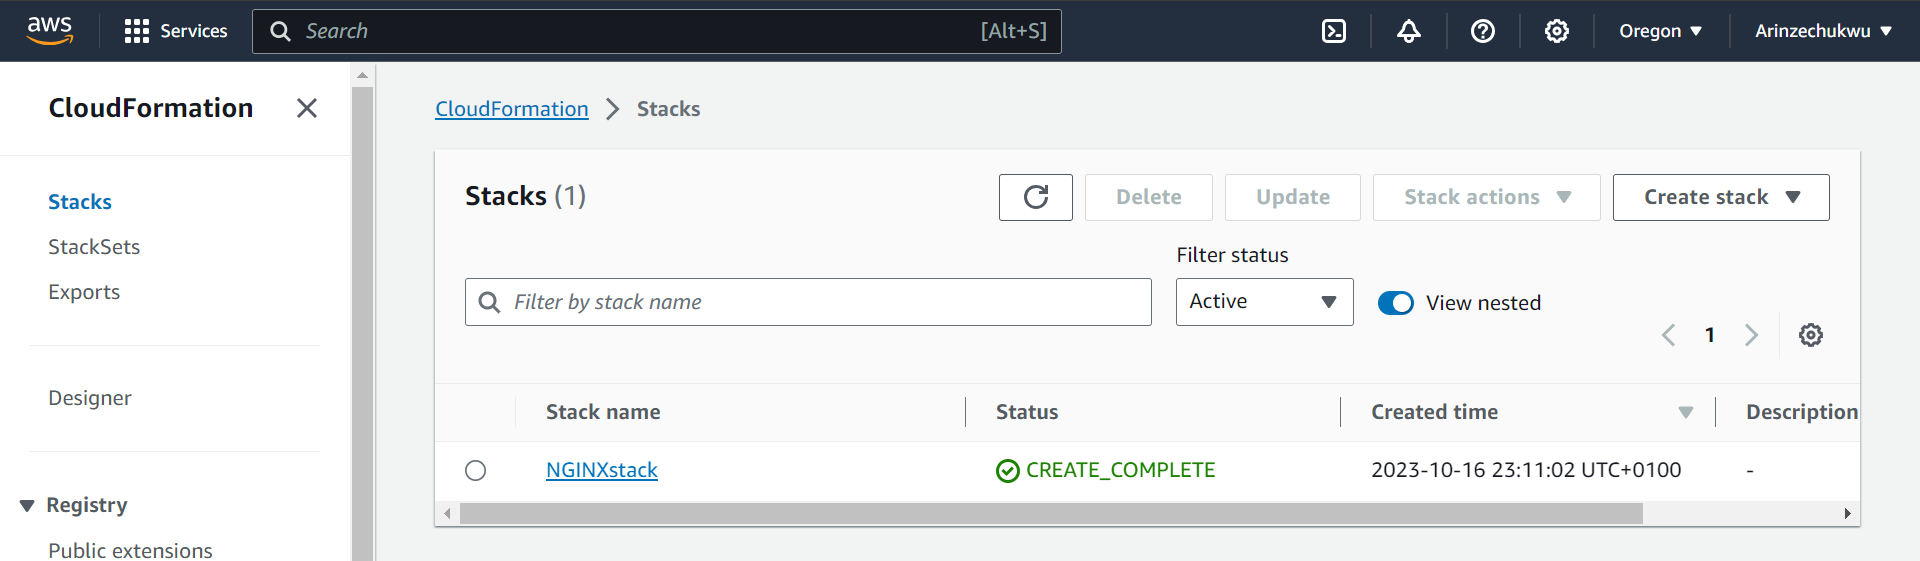 aws
Services
Search
[Alt+S]
Oregon
Arinzechukwu
CloudFormation
Stacks
StackSets
Exports
Designer
Registry
Public extensions
CloudFormation
Stacks
Stacks (1)
Delete
Update
Stack actions
Create stack
Filter status
Filter by stack name
Active
View nested
1
Stack name
Status
Created time
Description
NGINXstack
CREATE_COMPLETE
2023-10-16 23:11:02 UTC+0100
-